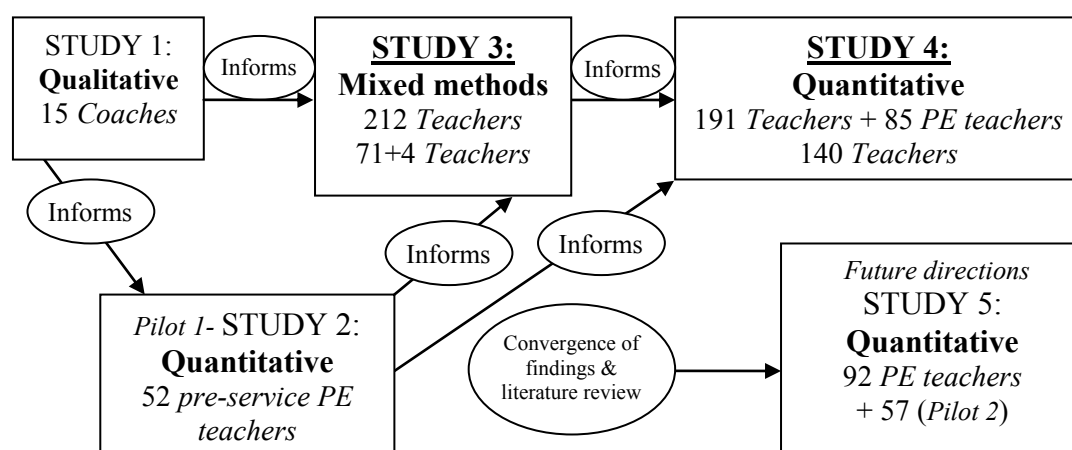 STUDY 1:
Qualitative
15 Coaches
Informs
STUDY 3:
Mixed methods
212 Teachers
71+4 Teachers
Informs
STUDY 4:
Quantitative
191 Teachers + 85 PE teachers
140 Teachers
Informs
Informs
Informs
Pilot 1- STUDY 2:
Quantitative
52 pre-service PE
teachers
Convergence of
findings &
literature review
Future directions
STUDY 5:
Quantitative
92 PE teachers
+ 57 (Pilot 2)